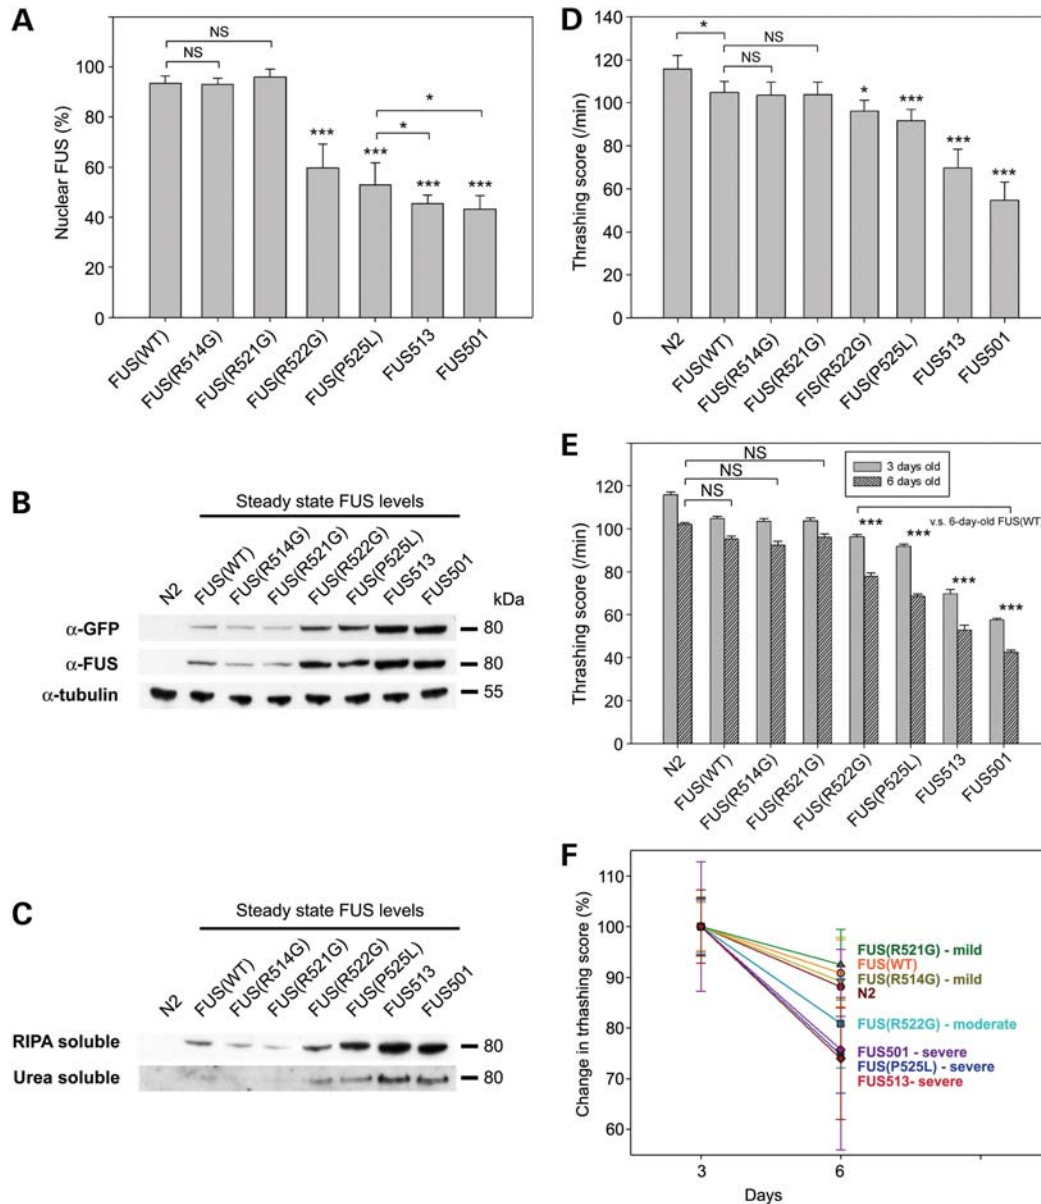 A
Nuclear FUS (%)
100
80
60
40
20
0
NS
NS
***
***
***
***
*
*
FUS(WT)
FUS(R514G)
FUS(R521G)
FUS(R522G)
FUS(P525L)
FUS513
FUS501
B
Steady state FUS levels
N2
FUS(WT)
FUS(R514G)
FUS(R521G)
FUS(R522G)
FUS(P525L)
FUS513
FUS501
kDa
α-GFP
80
α-FUS
80
α-tubulin
55
C
Steady state FUS levels
N2
FUS(WT)
FUS(R514G)
FUS(R521G)
FUS(R522G)
FUS(P525L)
FUS513
FUS501
RIPA soluble
80
Urea soluble
80
D
Thrashing score (/min)
140
120
100
80
60
40
20
0
*
NS
NS
*
***
***
***
N2
FUS(WT)
FUS(R514G)
FUS(R521G)
FIS(R522G)
FUS(P525L)
FUS513
FUS501
E
Thrashing score (/min)
120
100
80
60
40
20
0
NS
NS
NS
3 days old
6 days old
v.s. 6-day-old FUS(WT)
***
***
***
***
N2
FUS(WT)
FUS(R514G)
FUS(R521G)
FUS(R522G)
FUS(P525L)
FUS513
FUS501
F
Change in trhashing score (%)
110
100
90
80
70
60
FUS(R521G) - mild
FUS(WT)
FUS(R514G) - mild
N2
FUS(R522G) - moderate
FUS501 - severe
FUS(P525L) - severe
FUS513- severe
3
6
Days